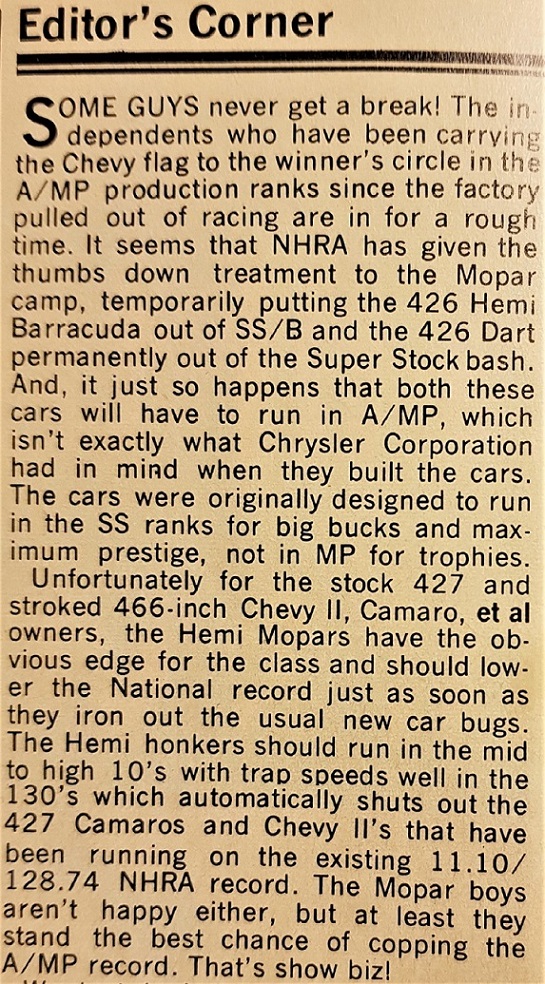 Editor's Corner
SOME GUYS never get a break! The in-
dependents who have been carrying
the Chevy flag to the winner's circle in the
A/MP production ranks since the factory
pulled out of racing are in for a rough
time. It seems that NHRA has given the
thumbs down treatment to the Mopar
camp, temporarily putting the 426 Hemi
Barracuda out of SS/B and the 426 Dart
permanently out of the Super Stock bash.
And, it just so happens that both these
cars will have to run in A/MP, which
isn't exactly what Chrysler Corporation
had in mind when they built the cars.
The cars were originally designed to run
in the SS ranks for big bucks and max-
imum prestige, not in MP for trophies.
Unfortunately for the stock 427 and
stroked 466-inch Chevy II, Camaro, et al
owners, the Hemi Mopars have the ob-
vious edge for the class and should low-
er the National record just as soon as
they iron out the usual new car bugs.
The Hemi honkers should run in the mid
to high 10's with trap speeds well in the
130's which automatically shuts out the
427 Camaros and Chevy II's that have
been running on the existing 11.10/
128.74 NHRA record. The Mopar boys
aren't happy either, but at least they
stand the best chance of copping the
A/MP record. That's show biz!